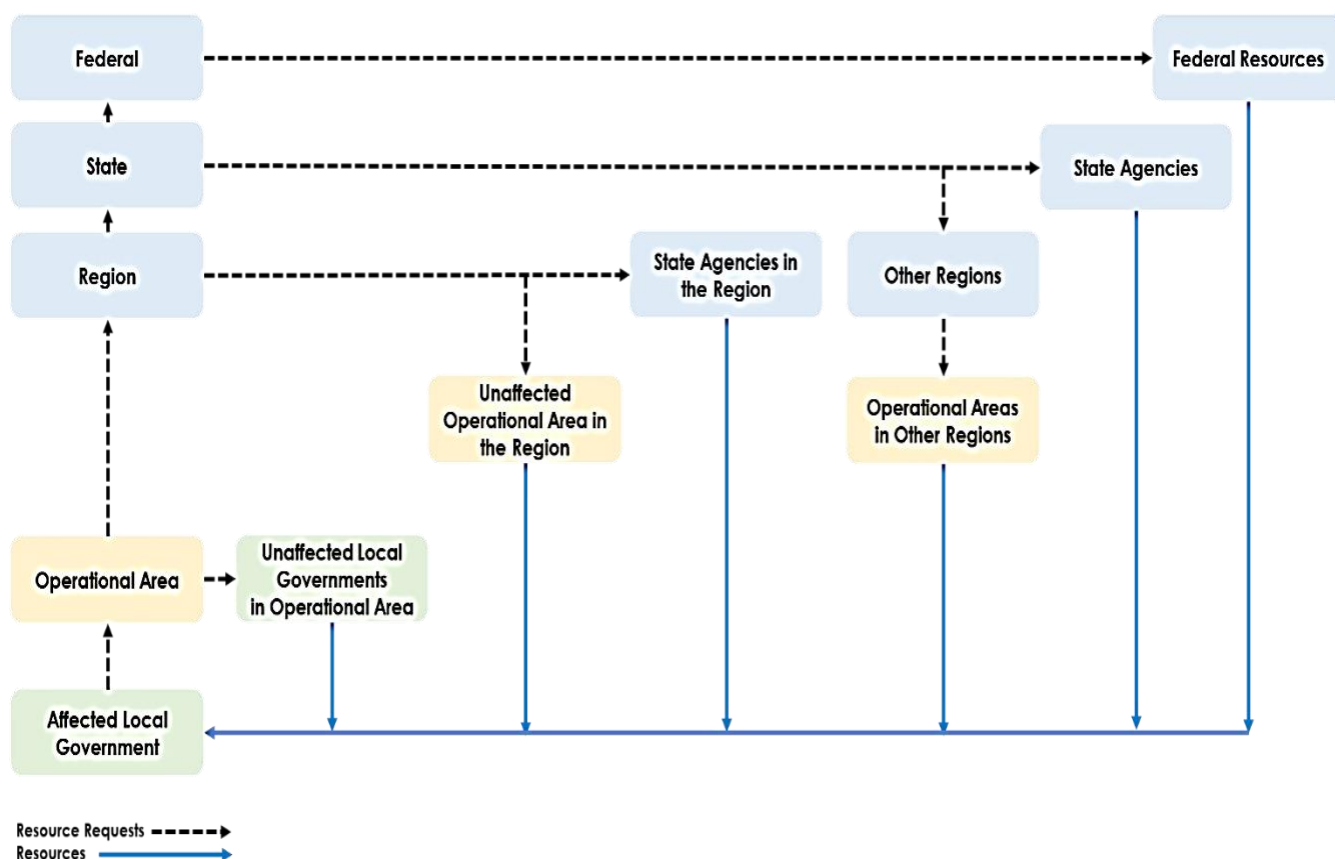 Federal
Federal Resources
State
State Agencies
Region
State Agencies in
the Region
Other Regions
Unaffected
Operational Area in
the Region
Operational Areas
in Other Regions
Operational Area
Unaffected Local
Governments
in Operational Area
Affected Local
Government
Resource Requests
Resources